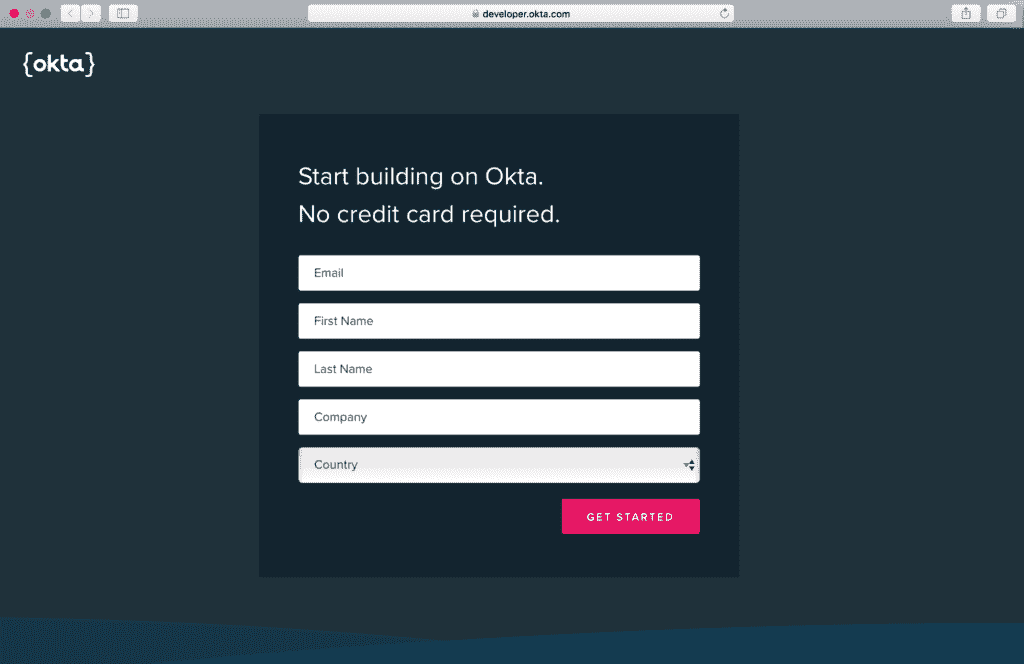 developer.okta.com
{okta}
Start building on Okta.
No credit card required.
Email
First Name
Last Name
Company
Country
GET STARTED